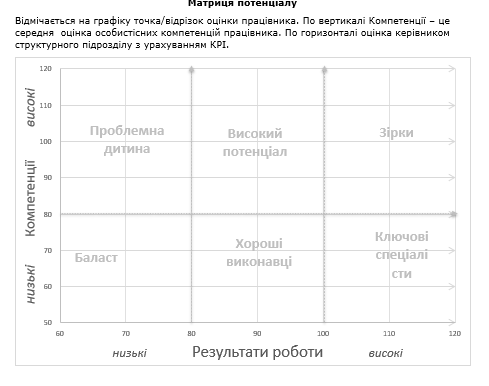 Матриця потенціалу
Відмічається на графіку точка/відрізок оцінки працівника. По вертикалі Компетенції – це
середня оцінка особистісних компетенцій працівника. По горизонталі оцінка керівником
структурного підрозділу з урахуванням KPI.
120
110
100
90
80
70
60
50
високі
Компетенції
низькі
Проблемна
дитина
Високий
потенціал
Зірки
Баласт
Хороші
виконавці
Ключові
спеціалі
сти
60 70 80 90 100 110 120
низькі Результати роботи високі